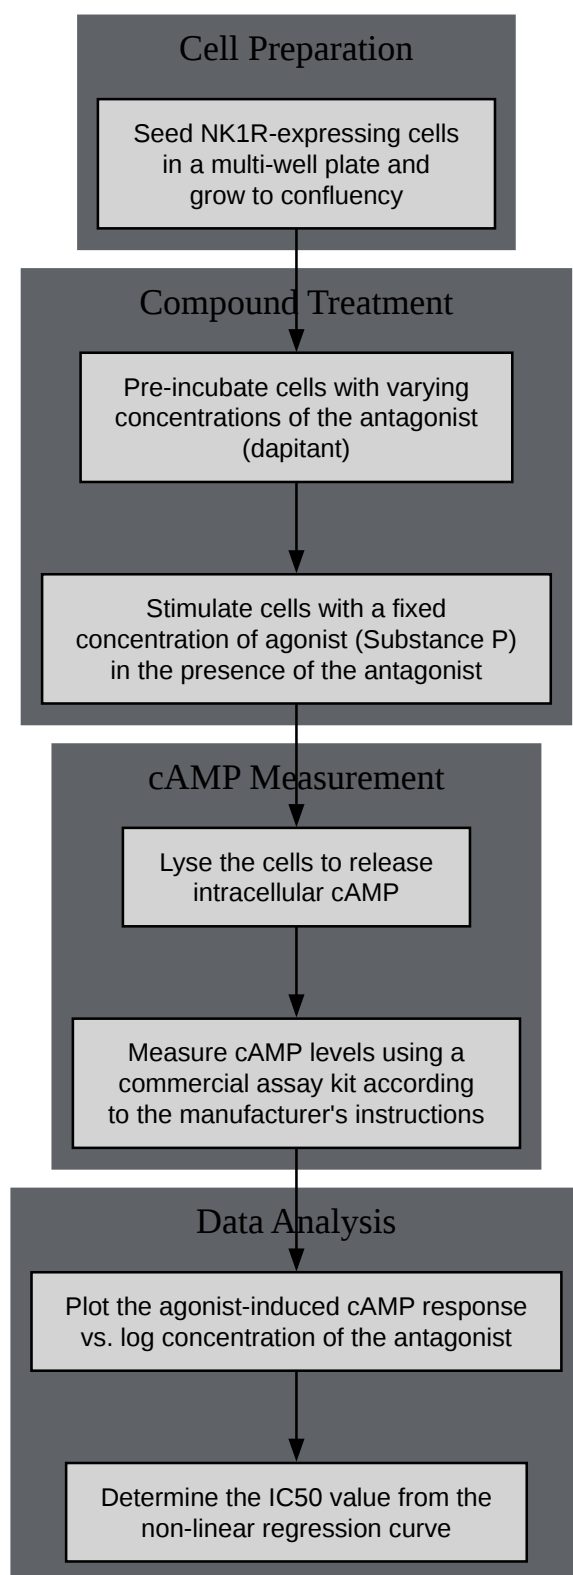 Cell Preparation
Seed NK1R-expressing cells
in a multi-well plate and
grow to confluency
Compound Treatment
Pre-incubate cells with varying
concentrations of the antagonist
(dapitant)
Stimulate cells with a fixed
concentration of agonist (Substance P)
in the presence of the antagonist
cAMP Measurement
Lyse the cells to release
intracellular cAMP
Measure cAMP levels using a
commercial assay kit according
to the manufacturer's instructions
Data Analysis
Plot the agonist-induced cAMP response
vs. log concentration of the antagonist
Determine the IC50 value from the
non-linear regression curve